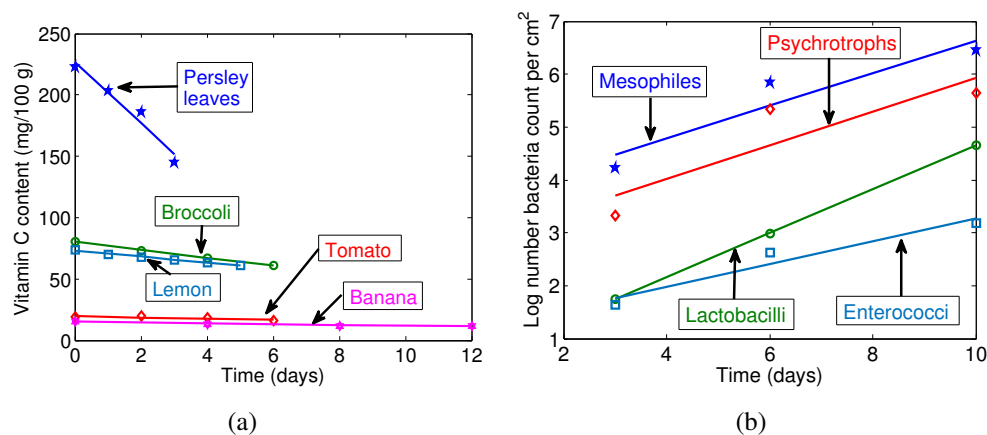 Vitamin C content (mg/100 g)
250
200
150
100
50
0
0
2
4
6
8
10
12
Time (days)
Persley
leaves
Broccoli
Lemon
Tomato
Banana
(a)
Log number bacteria count per cm²
7
6
5
4
3
2
1
2
4
6
8
10
Time (days)
Mesophiles
Psychrotrophs
Lactobacilli
Enterococci
(b)